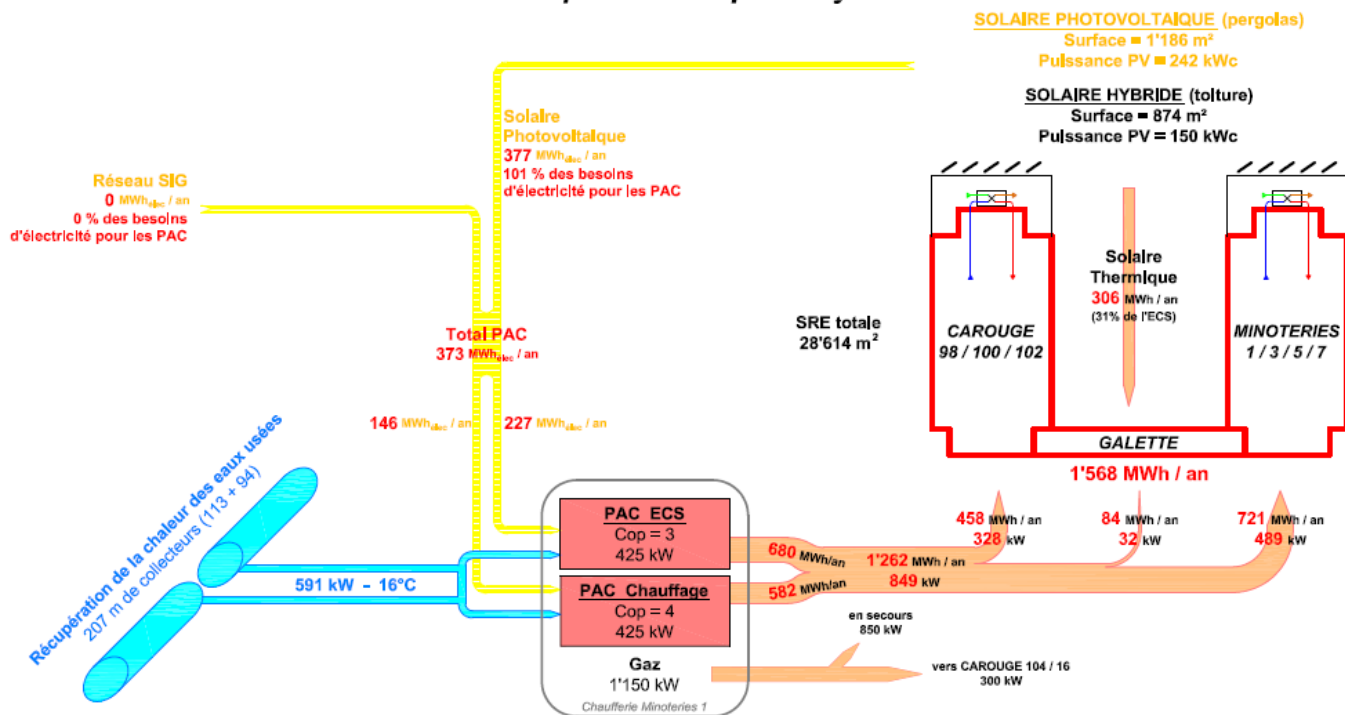 SOLAIRE PHOTOVOLTAIQUE (pergolas)
Surface = 1'186 m²
Puissance PV = 242 kWc
SOLAIRE HYBRIDE (toiture)
Surface = 874 m²
Puissance PV = 150 kWc
Solaire
Photovoltaïque
377 MWhélec / an
101 % des besoins
d'électricité pour les PAC
Réseau SIG
0 MWhélec / an
0 % des besoins
d'électricité pour les PAC
Solaire
Thermique
306 MWh / an
(31% de l'ECS)
SRE totale
28'614 m²
CAROUGE
98 / 100 / 102
MINOTERIES
1 / 3 / 5 / 7
Total PAC
373 MWhélec / an
146 MWhélec / an
227 MWhélec / an
GALETTE
1'568 MWh / an
Récupération de la chaleur des eaux usées
207 m de collecteurs (113 + 94)
591 kW - 16°C
PAC ECS
Cop = 3
425 kW
PAC Chauffage
Cop = 4
425 kW
680 MWh/an
582 MWh/an
1'262 MWh / an
849 kW
458 MWh / an
328 kW
84 MWh / an
32 kW
721 MWh / an
489 kW
Gaz
1'150 kW
Chaufferie Minoteries 1
en secours
850 kW
vers CAROUGE 104 / 16
300 kW